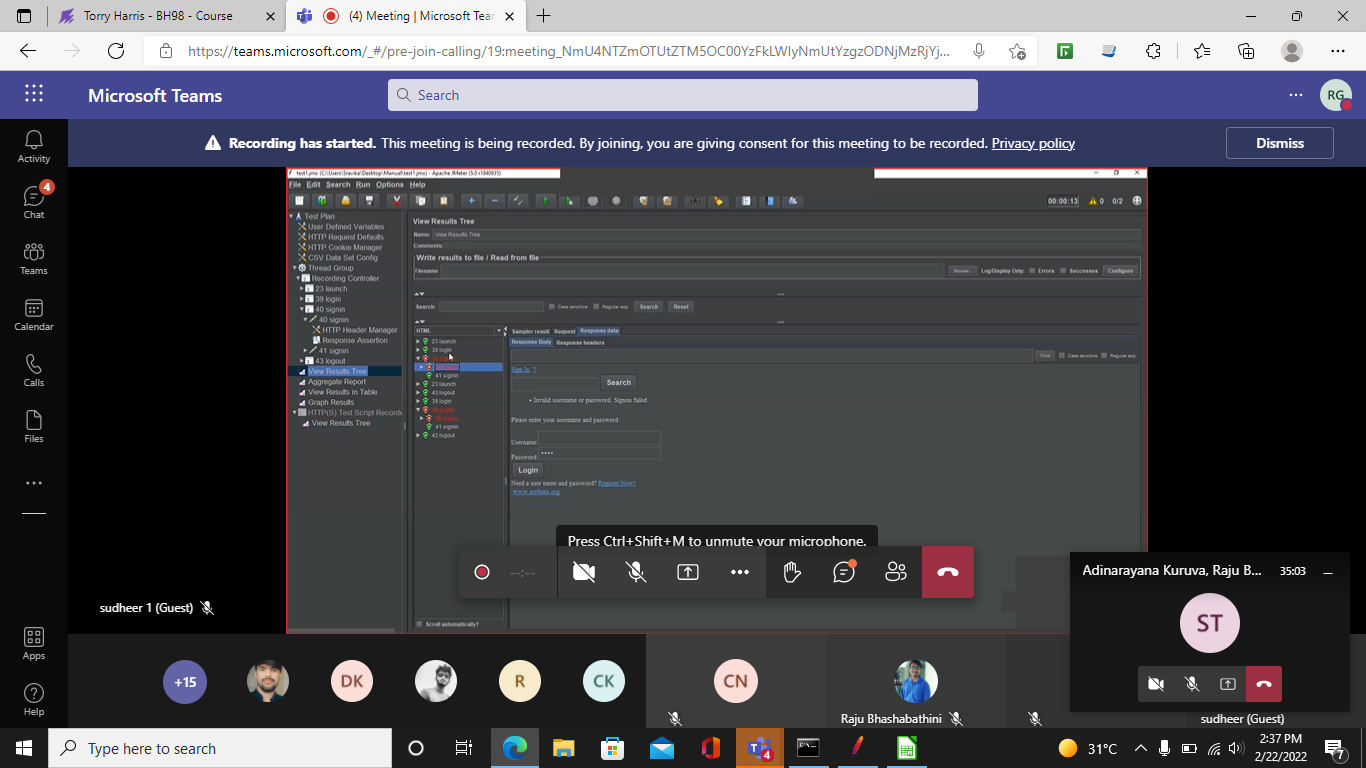 Torry Harris - BH98 - Course
(4) Meeting | Microsoft Tear
https://teams.microsoft.com/_#/pre-join-calling/19:meeting_NmU4NTZmOTUtZTM5OC00YzFkLWIyNmUtYzgzODNjMzRjYj...
Microsoft Teams
Search
RG
Recording has started. This meeting is being recorded. By joining, you are giving consent for this meeting to be recorded. Privacy policy
Dismiss
Activity
4
Chat
Teams
Calendar
Calls
Files
Apps
Help
test1.jmx (C:\Users\Sravika\Desktop\Manual\test1.jmx) - Apache JMeter (5.0 r1840935)
File Edit Search Run Options Help
00:00:13 0 0/2
Test Plan
User Defined Variables
HTTP Request Defaults
HTTP Cookie Manager
CSV Data Set Config
Thread Group
Recording Controller
23 launch
39 login
40 signin
40 signin
HTTP Header Manager
Response Assertion
41 signin
43 logout
View Results Tree
Aggregate Report
View Results in Table
Graph Results
HTTP(S) Test Script Record
View Results Tree
View Results Tree
Name: View Results Tree
Comments:
Write results to file / Read from file
Filename Browse... Log/Display Only: Errors Successes Configure
Search: Case sensitive Regular exp. Search Reset
HTML
23 launch
39 login
41 signin
23 launch
43 logout
39 login
41 signin
43 logout
Scroll automatically?
Sampler result Request Response data
Response Body Response headers
Find Case sensitive Regular exp.
Sign In ?
Search
• Invalid username or password. Signon failed.
Please enter your username and password.
Username:
Password: ••••
Login
Need a user name and password? Register Now!
www.mybatis.org
Press Ctrl+Shift+M to unmute your microphone.
--:--
sudheer 1 (Guest)
Adinarayana Kuruva, Raju B... 35:03
ST
+15
DK
R
CK
CN
Raju Bhashabathini
sudheer (Guest)
Type here to search
4
31°C
2:37 PM
2/22/2022
7